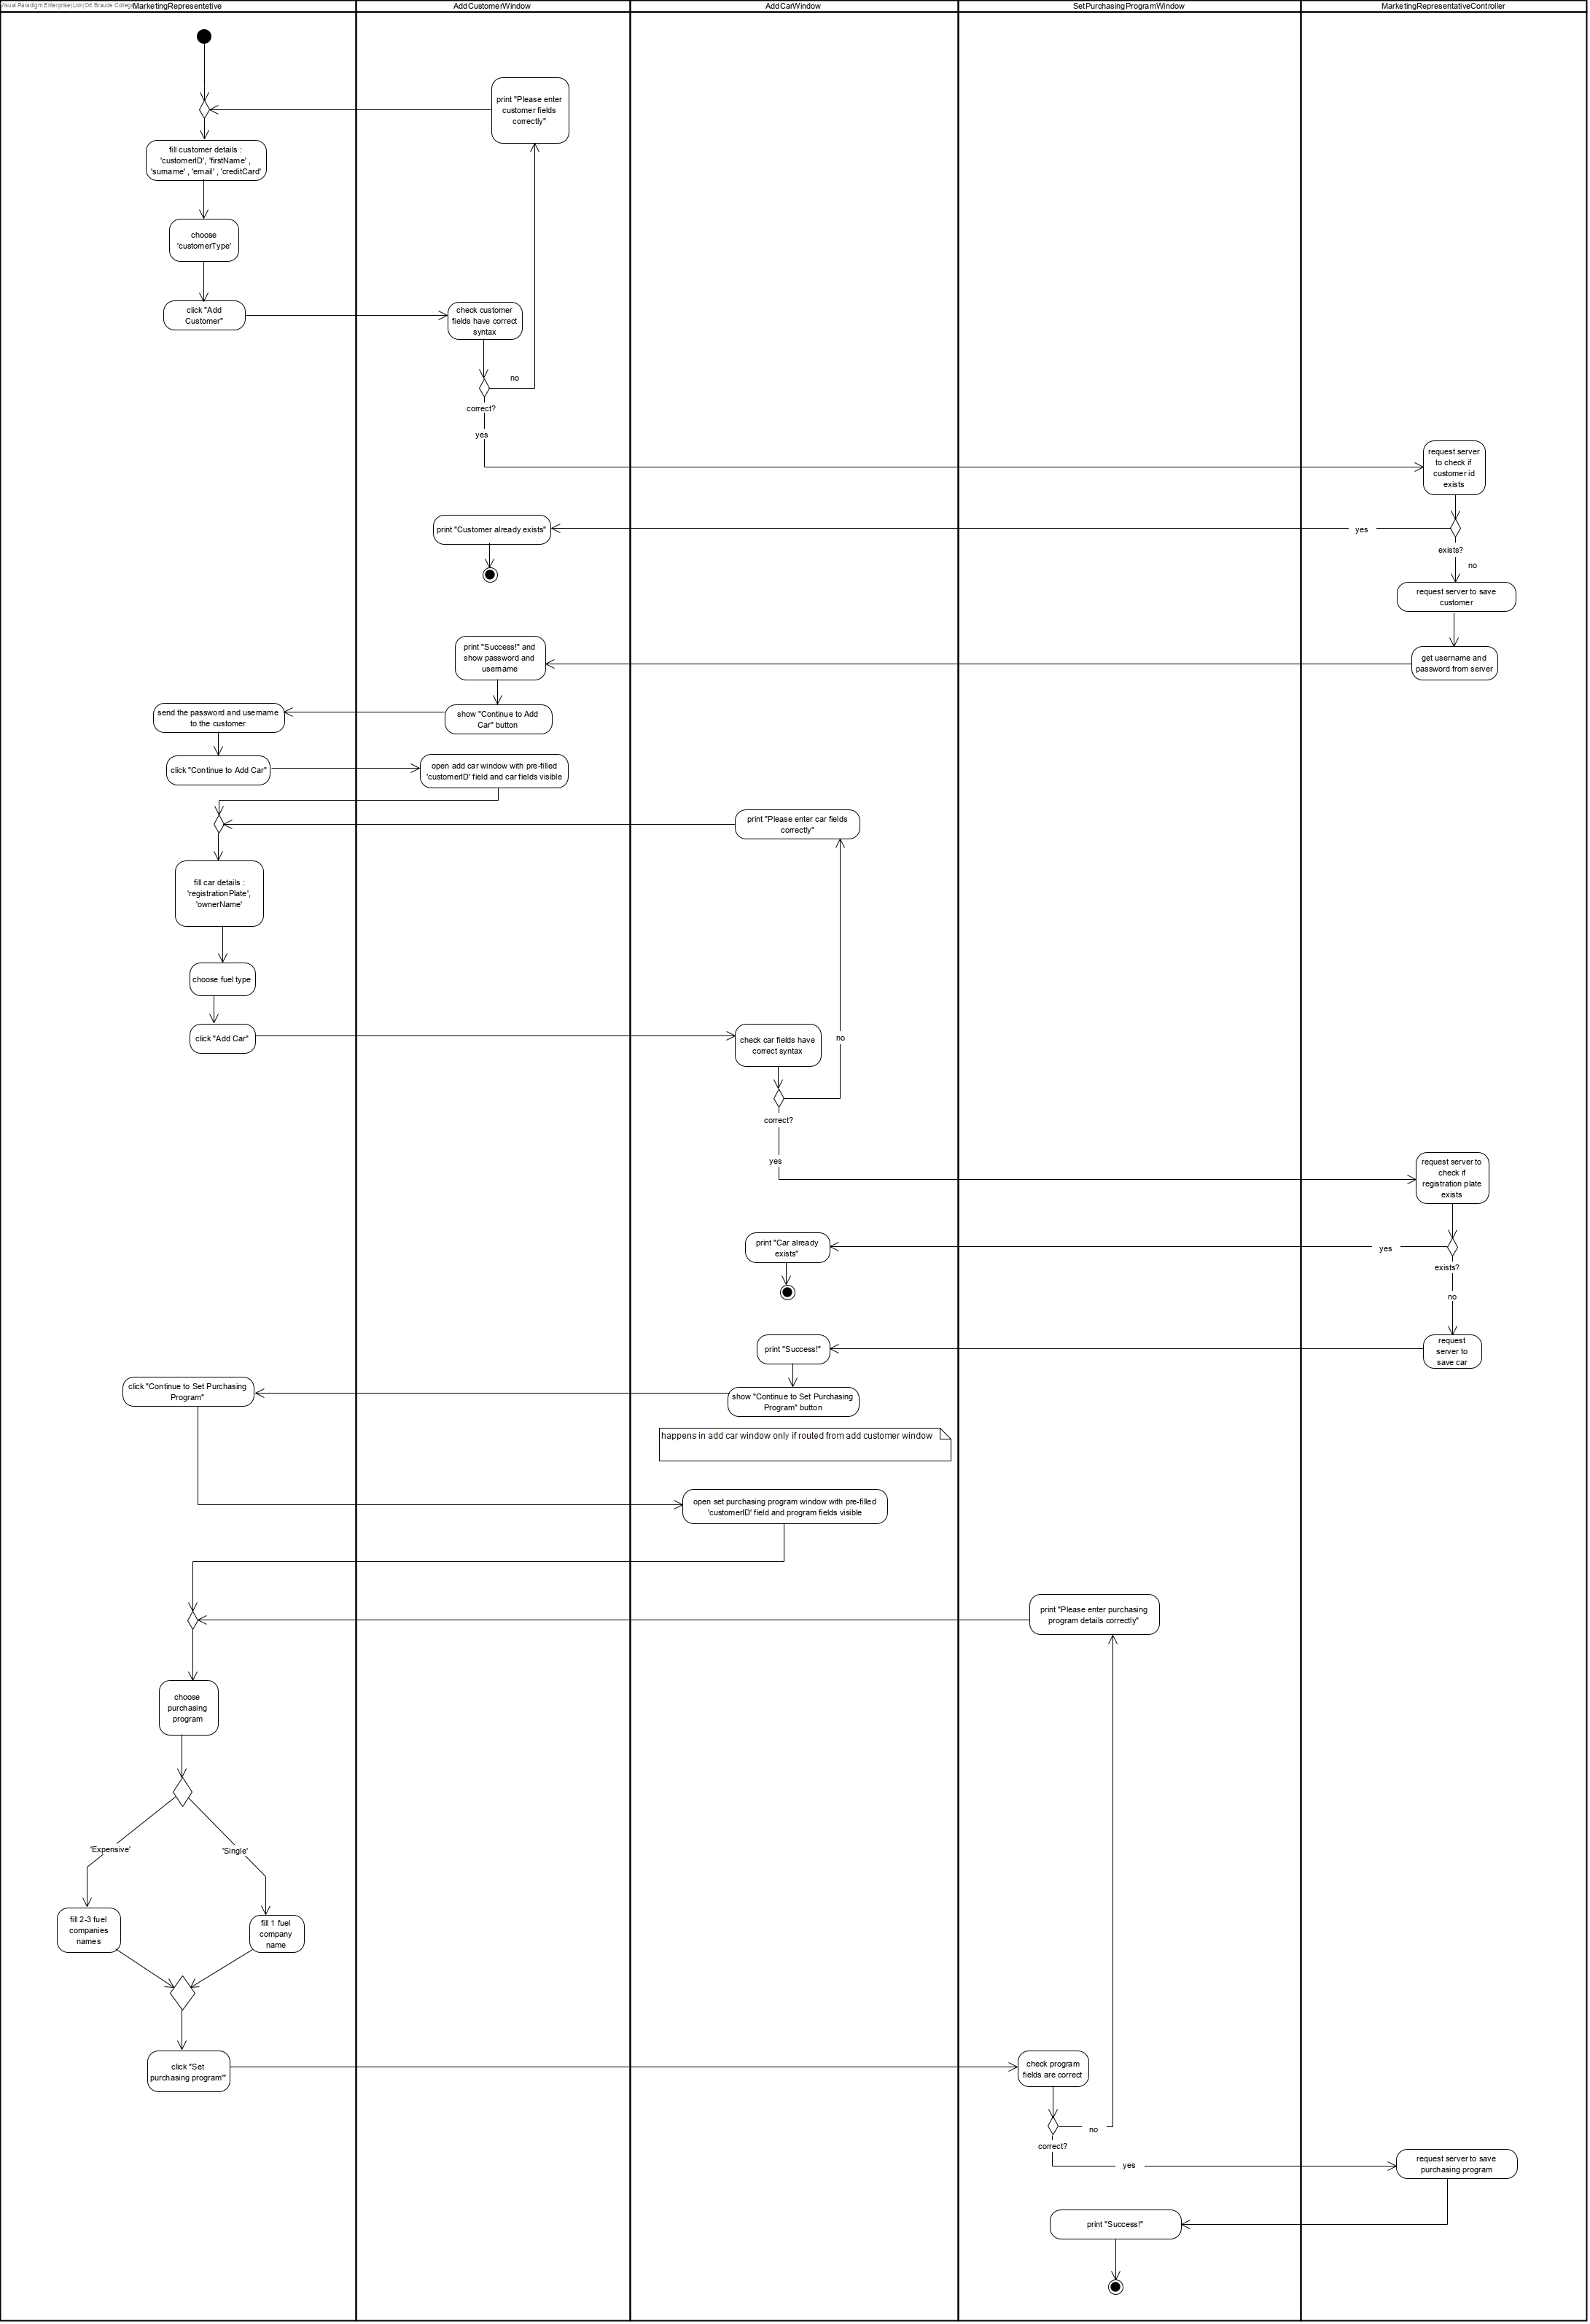 Visual Paradigm Enterprise(Lior(Ort Braude College
MarketingRepresentetive
AddCustomerWindow
AddCarWindow
SetPurchasingProgramWindow
MarketingRepresentativeController
print "Please enter
customer fields
correctly"
fill customer details :
'customerID', 'firstName' ,
'surname' , 'email' , 'creditCard'
choose
'customerType'
click "Add
Customer"
check customer
fields have correct
syntax
no
correct?
yes
request server
to check if
customer id
exists
print "Customer already exists"
yes
exists?
no
request server to save
customer
print "Success!" and
show password and
username
get username and
password from server
send the password and username
to the customer
show "Continue to Add
Car" button
click "Continue to Add Car"
open add car window with pre-filled
'customerID' field and car fields visible
print "Please enter car fields
correctly"
fill car details :
'registrationPlate',
'ownerName'
choose fuel type
click "Add Car"
check car fields have
correct syntax
no
correct?
yes
request server to
check if
registration plate
exists
print "Car already
exists"
yes
exists?
no
print "Success!"
request
server to
save car
click "Continue to Set Purchasing
Program"
show "Continue to Set Purchasing
Program" button
happens in add car window only if routed from add customer window
open set purchasing program window with pre-filled
'customerID' field and program fields visible
print "Please enter purchasing
program details correctly"
choose
purchasing
program
'Expensive'
'Single'
fill 2-3 fuel
companies
names
fill 1 fuel
company
name
click "Set
purchasing program'"
check program
fields are correct
no
correct?
yes
request server to save
purchasing program
print "Success!"